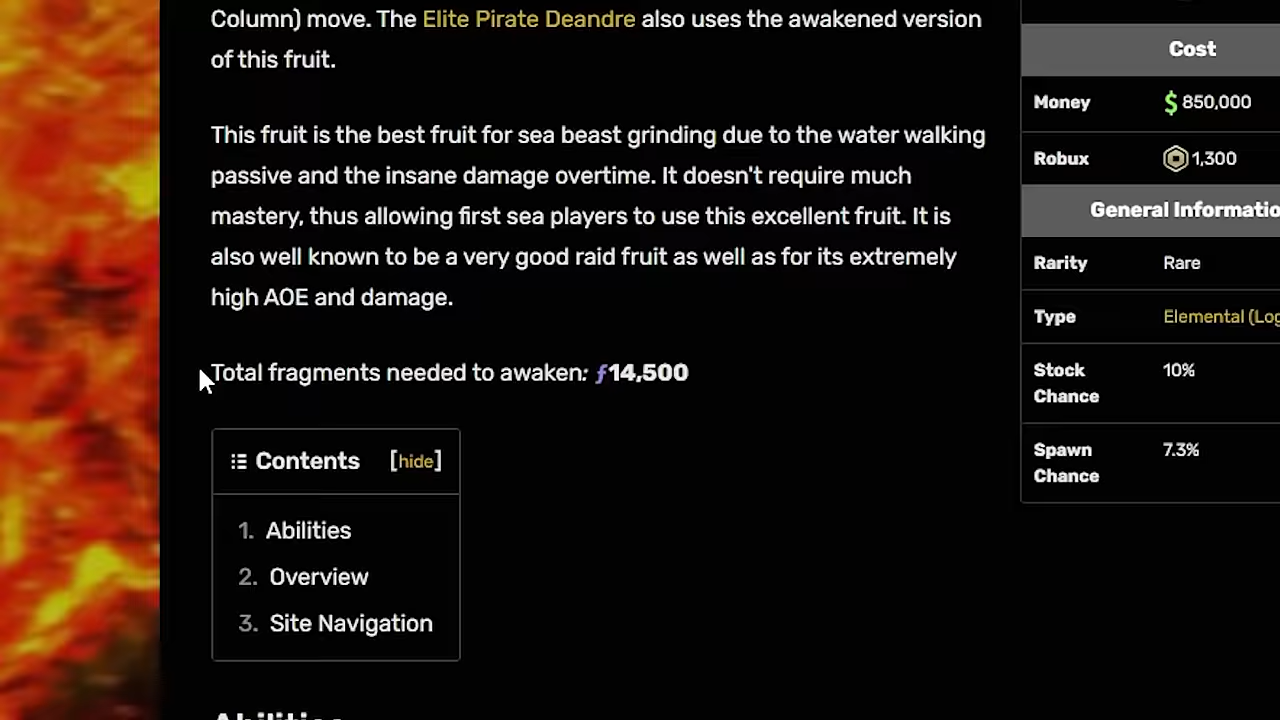 Column) move. The Elite Pirate Deandre also uses the awakened version
of this fruit.
This fruit is the best fruit for sea beast grinding due to the water walking
passive and the insane damage overtime. It doesn't require much
mastery, thus allowing first sea players to use this excellent fruit. It is
also well known to be a very good raid fruit as well as for its extremely
high AOE and damage.
Total fragments needed to awaken: ƒ14,500
Contents [hide]
1. Abilities
2. Overview
3. Site Navigation
Abilities
Cost
Money $ 850,000
Robux 1,300
General Informatio
Rarity Rare
Type Elemental (Log
Stock 10%
Chance
Spawn 7.3%
Chance